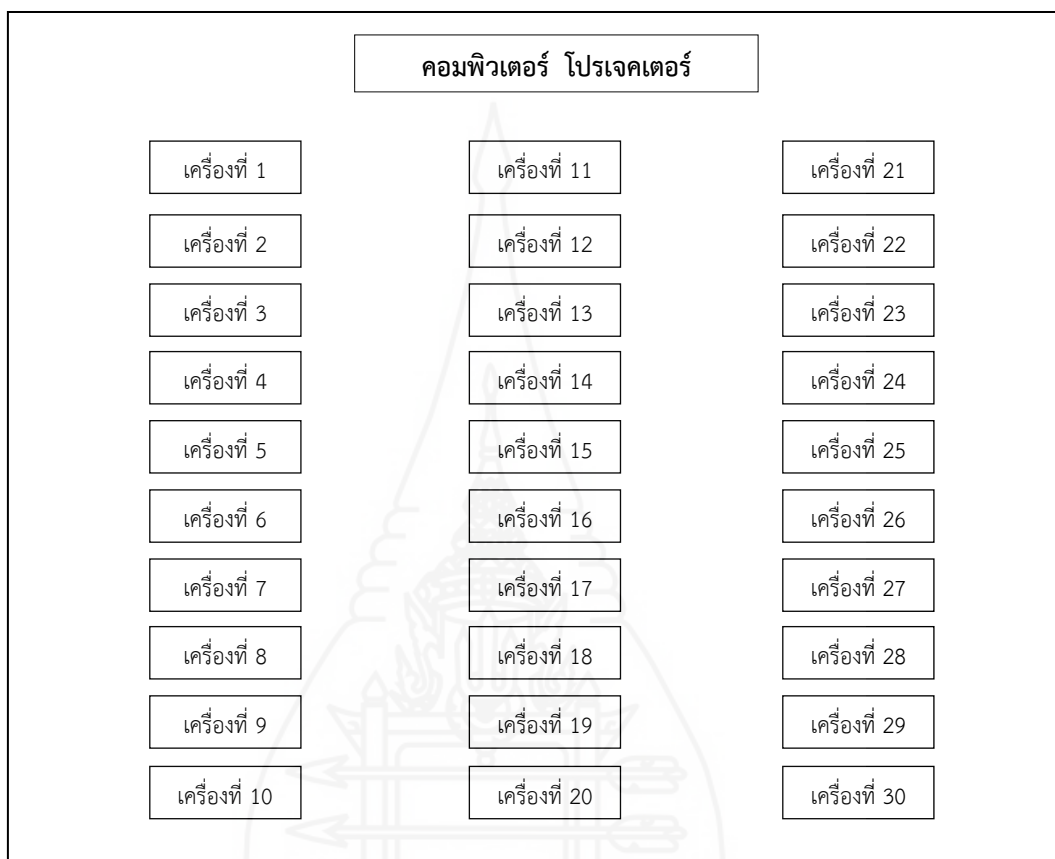 คอมพิวเตอร์ โปรเจคเตอร์
เครื่องที่ 1 เครื่องที่ 11 เครื่องที่ 21
เครื่องที่ 2 เครื่องที่ 12 เครื่องที่ 22
เครื่องที่ 3 เครื่องที่ 13 เครื่องที่ 23
เครื่องที่ 4 เครื่องที่ 14 เครื่องที่ 24
เครื่องที่ 5 เครื่องที่ 15 เครื่องที่ 25
เครื่องที่ 6 เครื่องที่ 16 เครื่องที่ 26
เครื่องที่ 7 เครื่องที่ 17 เครื่องที่ 27
เครื่องที่ 8 เครื่องที่ 18 เครื่องที่ 28
เครื่องที่ 9 เครื่องที่ 19 เครื่องที่ 29
เครื่องที่ 10 เครื่องที่ 20 เครื่องที่ 30